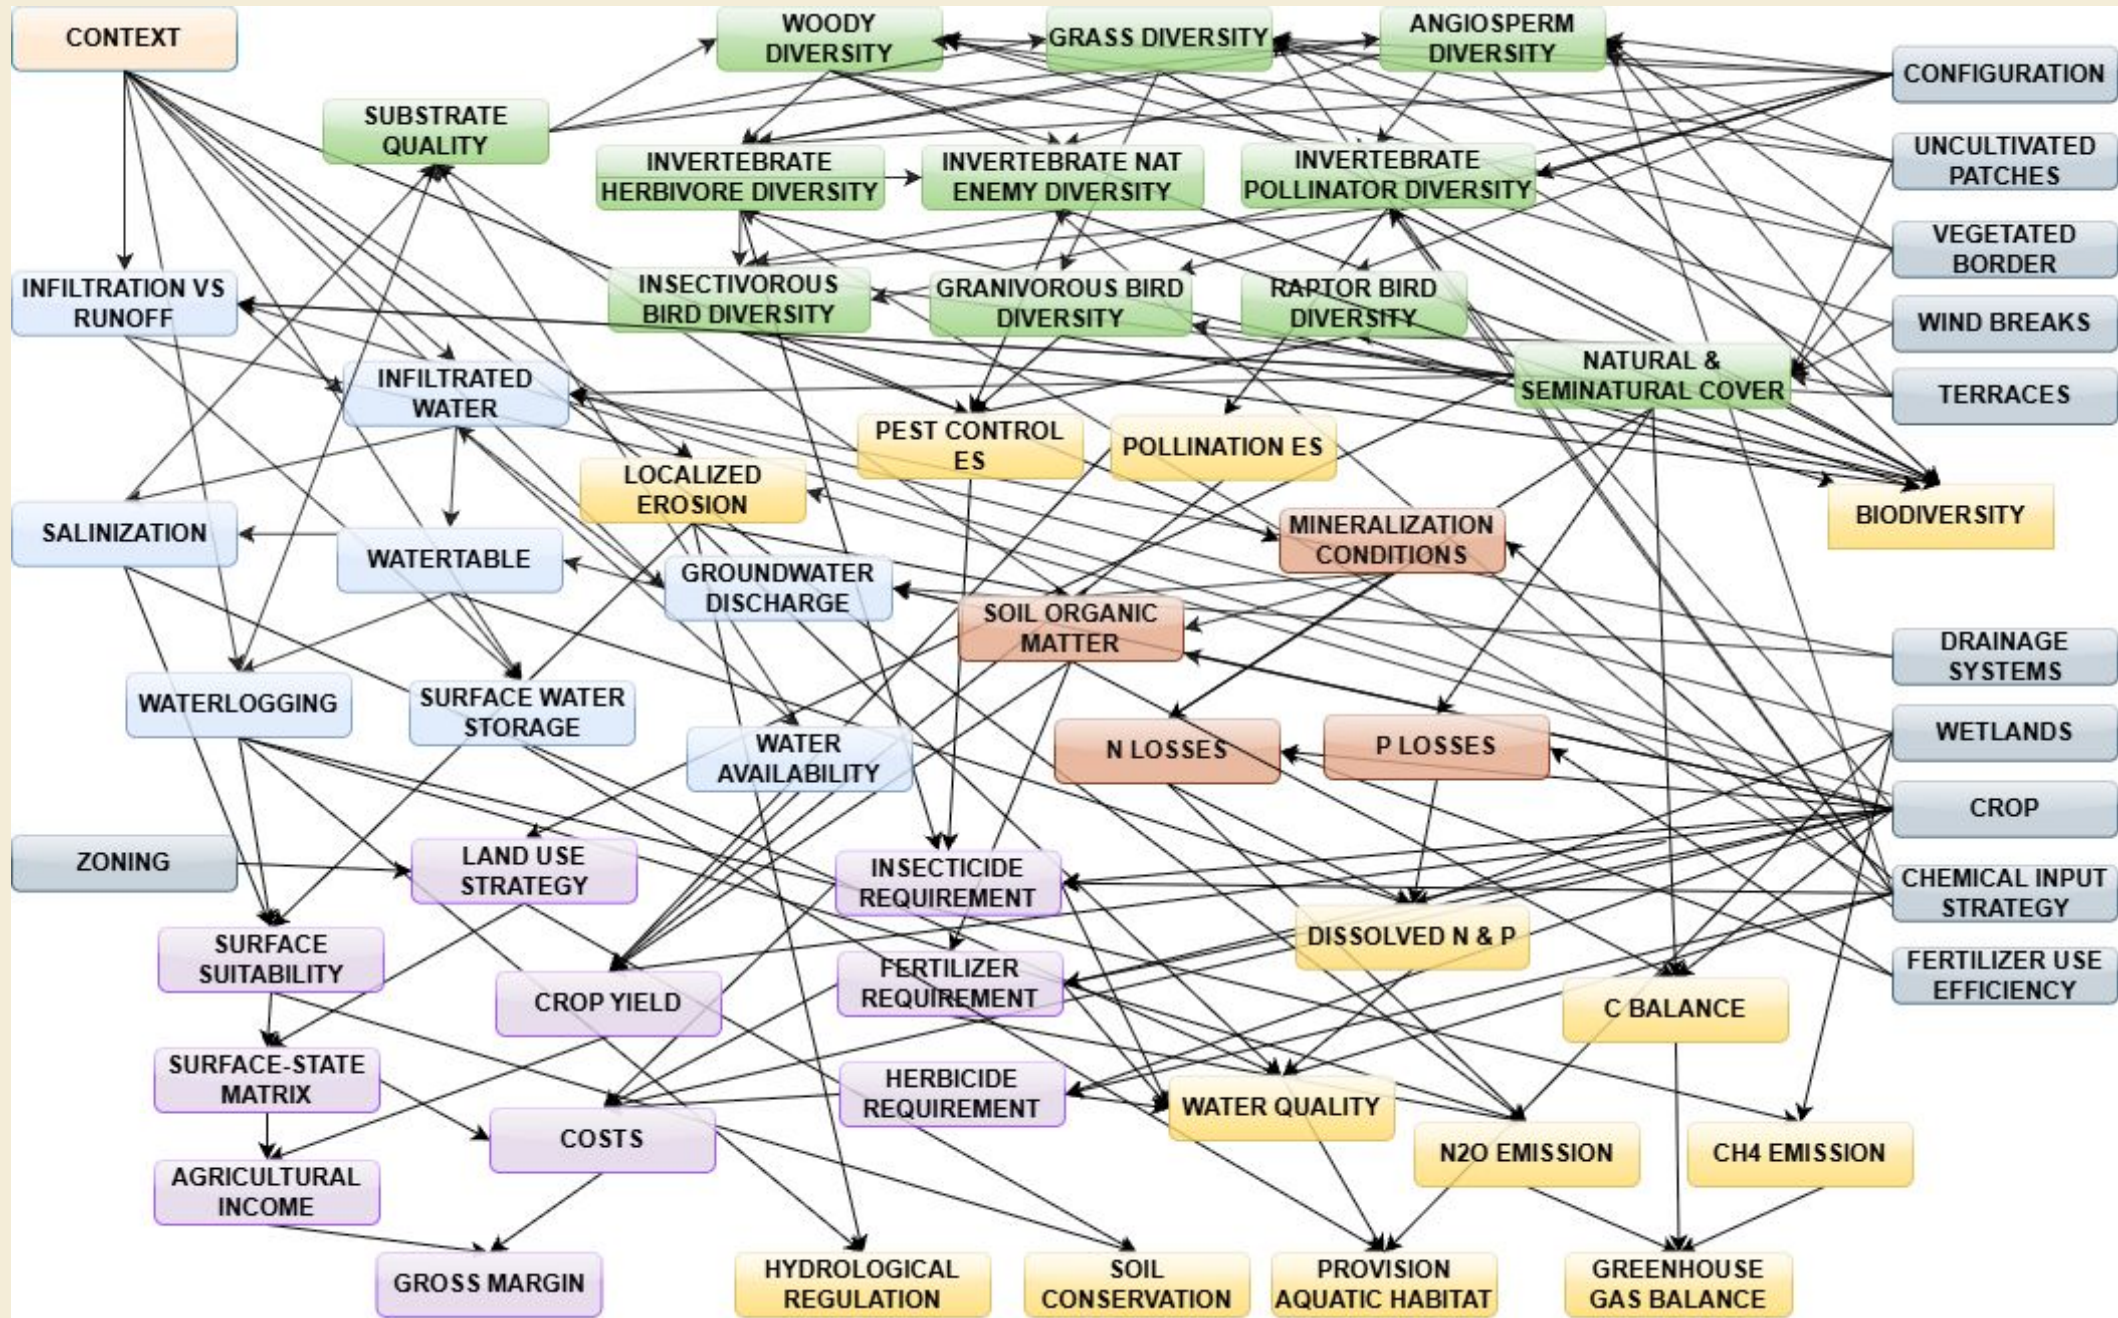 CONTEXT
WOODY
DIVERSITY
GRASS DIVERSITY
ANGIOSPERM
DIVERSITY
CONFIGURATION
SUBSTRATE
QUALITY
INVERTEBRATE
HERBIVORE DIVERSITY
INVERTEBRATE NAT
ENEMY DIVERSITY
INVERTEBRATE
POLLINATOR DIVERSITY
UNCULTIVATED
PATCHES
VEGETATED
BORDER
INFILTRATION VS
RUNOFF
INSECTIVOROUS
BIRD DIVERSITY
GRANIVOROUS BIRD
DIVERSITY
RAPTOR BIRD
DIVERSITY
WIND BREAKS
INFILTRATED
WATER
NATURAL &
SEMINATURAL COVER
TERRACES
PEST CONTROL
ES
POLLINATION ES
LOCALIZED
EROSION
BIODIVERSITY
SALINIZATION
WATERTABLE
MINERALIZATION
CONDITIONS
GROUNDWATER
DISCHARGE
SOIL ORGANIC
MATTER
DRAINAGE
SYSTEMS
WATERLOGGING
SURFACE WATER
STORAGE
WATER
AVAILABILITY
N LOSSES
P LOSSES
WETLANDS
CROP
ZONING
LAND USE
STRATEGY
INSECTICIDE
REQUIREMENT
CHEMICAL INPUT
STRATEGY
SURFACE
SUITABILITY
DISSOLVED N & P
CROP YIELD
FERTILIZER
REQUIREMENT
C BALANCE
FERTILIZER USE
EFFICIENCY
SURFACE-STATE
MATRIX
HERBICIDE
REQUIREMENT
WATER QUALITY
COSTS
N2O EMISSION
CH4 EMISSION
AGRICULTURAL
INCOME
GROSS MARGIN
HYDROLOGICAL
REGULATION
SOIL
CONSERVATION
PROVISION
AQUATIC HABITAT
GREENHOUSE
GAS BALANCE